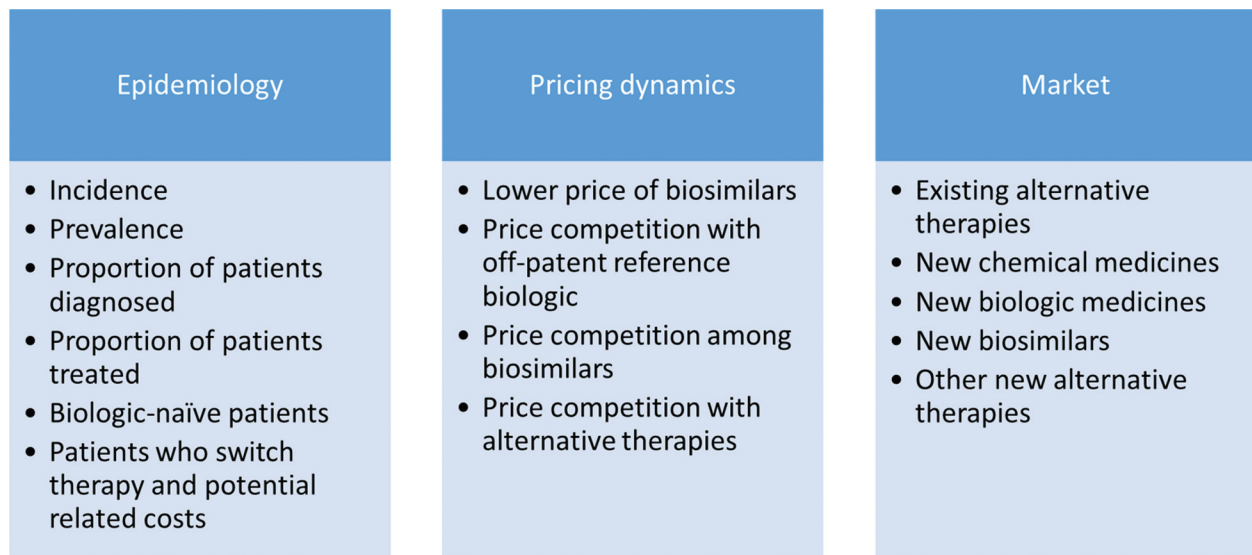 Epidemiology
• Incidence
• Prevalence
• Proportion of patients
diagnosed
• Proportion of patients
treated
• Biologic-naïve patients
• Patients who switch
therapy and potential
related costs
Pricing dynamics
• Lower price of biosimilars
• Price competition with
off-patent reference
biologic
• Price competition among
biosimilars
• Price competition with
alternative therapies
Market
• Existing alternative
therapies
• New chemical medicines
• New biologic medicines
• New biosimilars
• Other new alternative
therapies